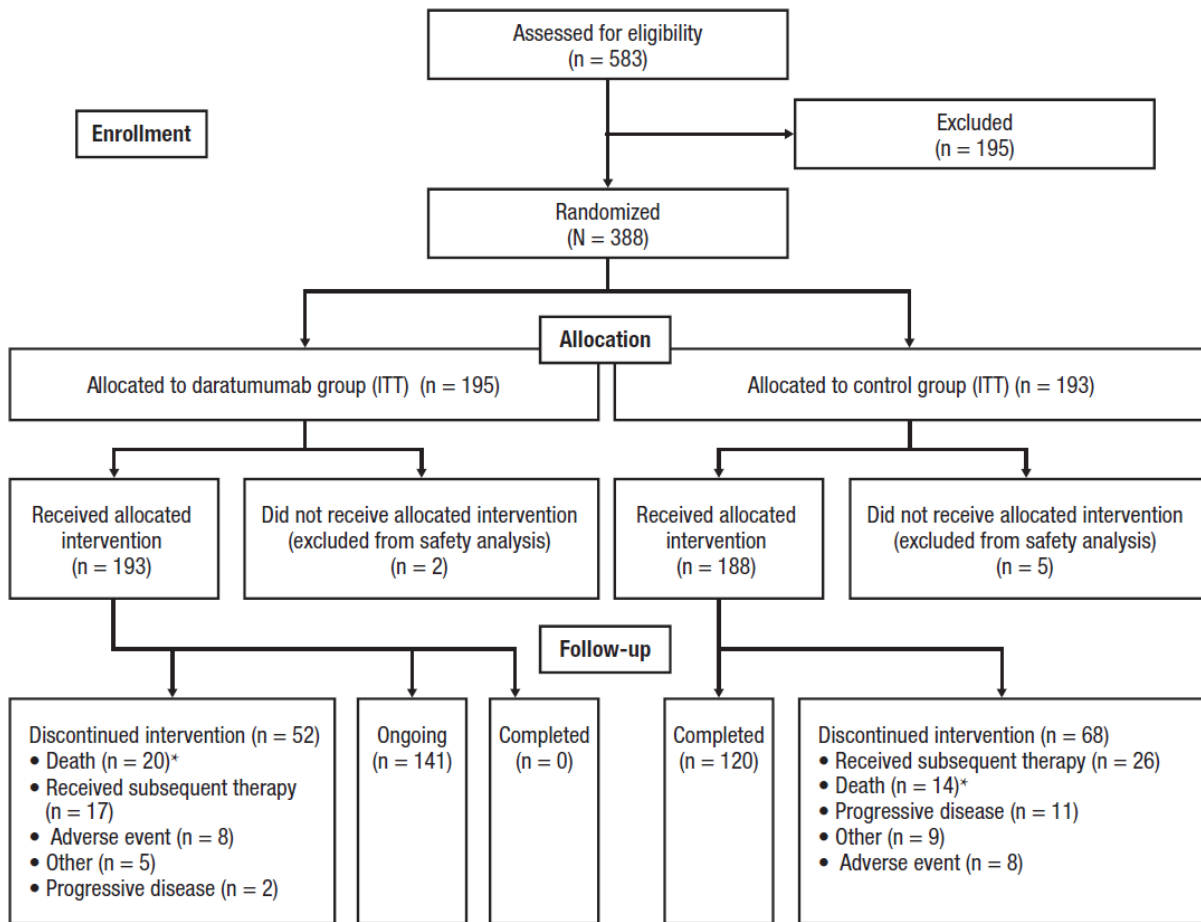 Assessed for eligibility
(n = 583)
Enrollment
Excluded
(n = 195)
Randomized
(N = 388)
Allocation
Allocated to daratumumab group (ITT) (n = 195)
Allocated to control group (ITT) (n = 193)
Received allocated
intervention
(n = 193)
Did not receive allocated intervention
(excluded from safety analysis)
(n = 2)
Received allocated
intervention
(n = 188)
Did not receive allocated intervention
(excluded from safety analysis)
(n = 5)
Follow-up
Discontinued intervention (n = 52)
• Death (n = 20)*
• Received subsequent therapy
(n = 17)
• Adverse event (n = 8)
• Other (n = 5)
• Progressive disease (n = 2)
Ongoing
(n = 141)
Completed
(n = 0)
Completed
(n = 120)
Discontinued intervention (n = 68)
• Received subsequent therapy (n = 26)
• Death (n = 14)*
• Progressive disease (n = 11)
• Other (n = 9)
• Adverse event (n = 8)